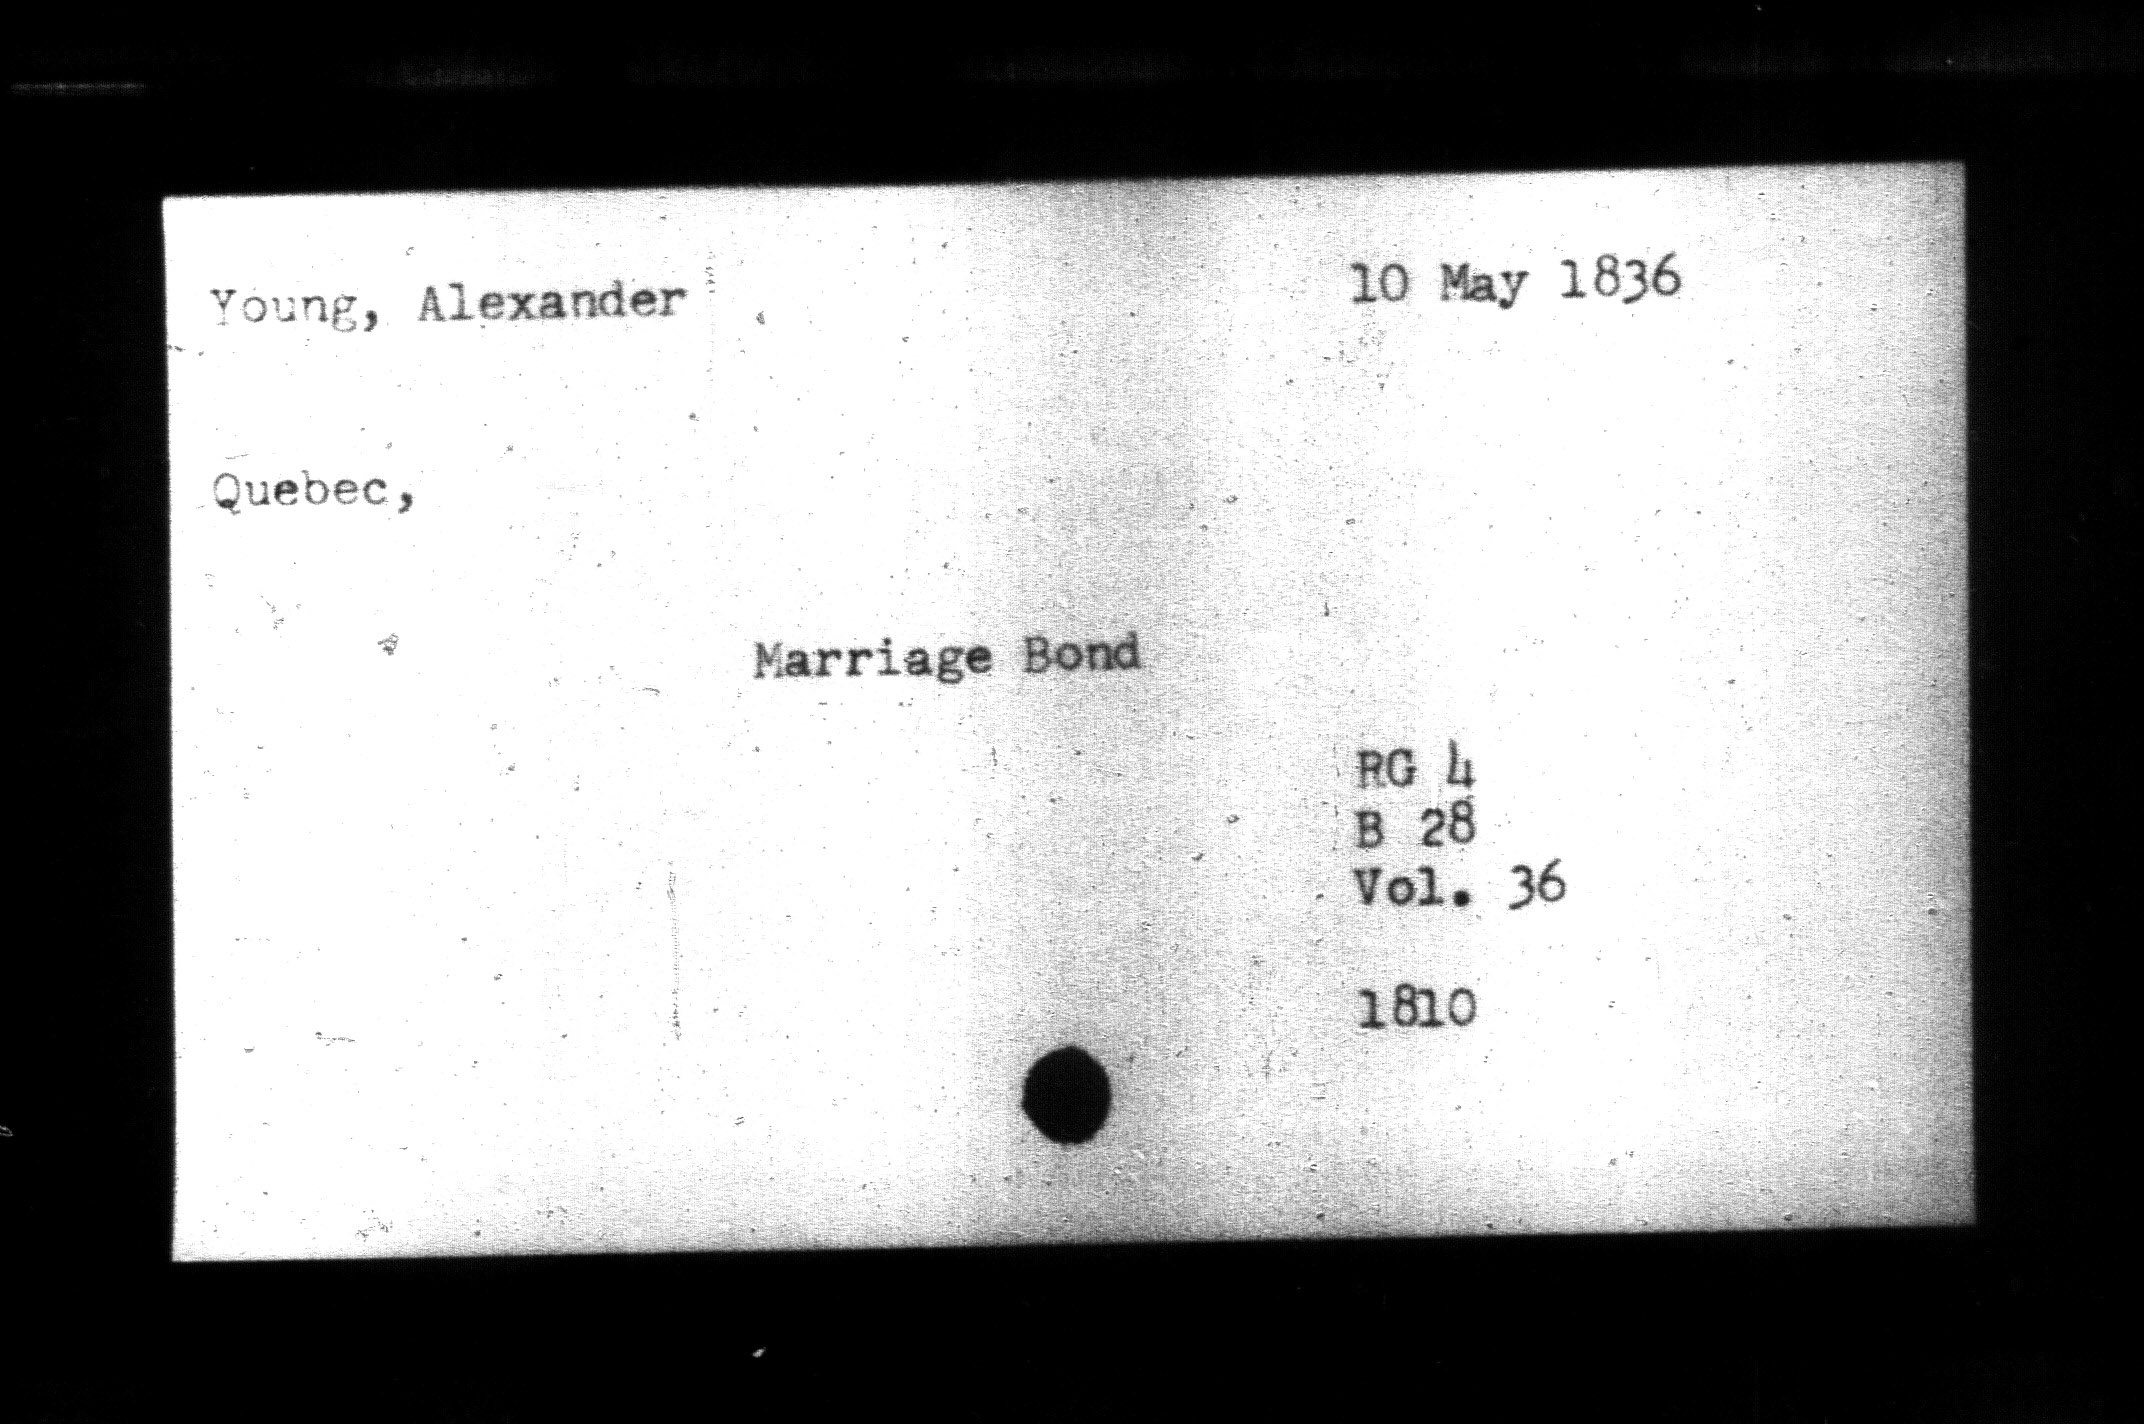 Young, Alexander 10 May 1836
Quebec,
Marriage Bond
RG 4
B 28
Vol. 36
1810